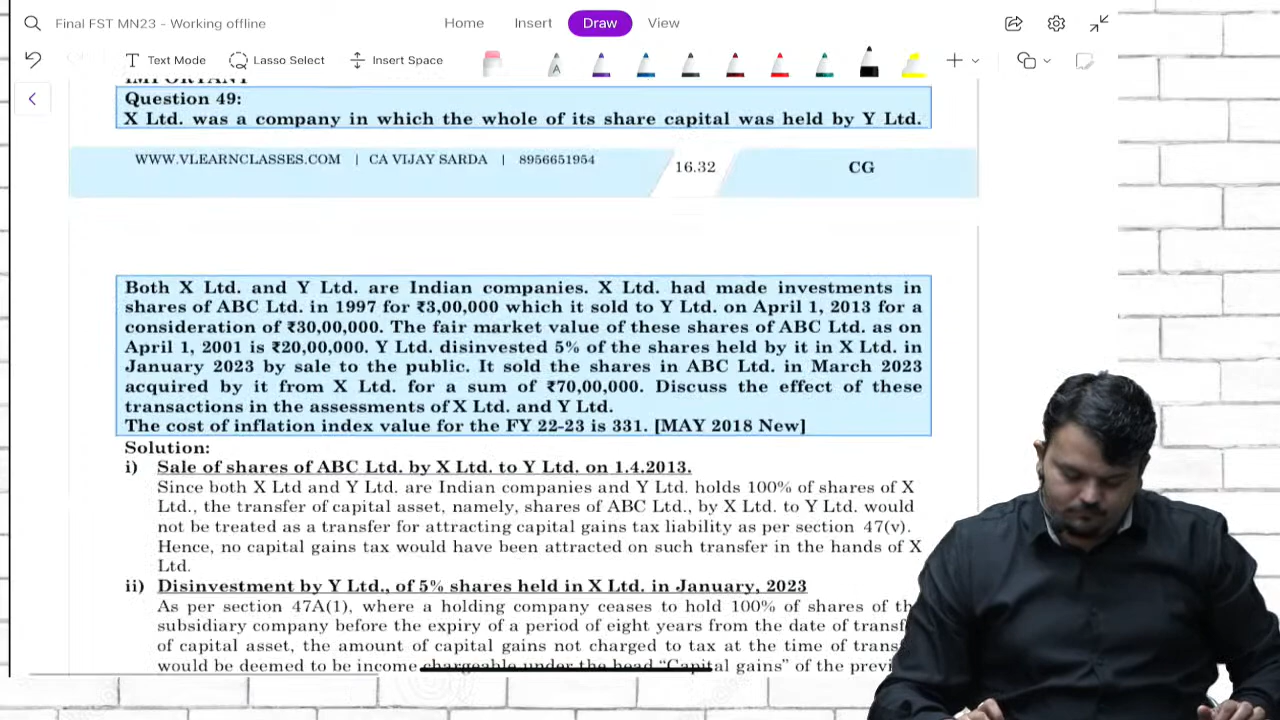 Final FST MN23 - Working offline
Home Insert Draw View
Text Mode Lasso Select Insert Space
IMPORTANT
Question 49:
X Ltd. was a company in which the whole of its share capital was held by Y Ltd.
WWW.VLEARNCLASSES.COM | CA VIJAY SARDA | 8956651954
16.32
CG
Both X Ltd. and Y Ltd. are Indian companies. X Ltd. had made investments in
shares of ABC Ltd. in 1997 for ₹3,00,000 which it sold to Y Ltd. on April 1, 2013 for a
consideration of ₹30,00,000. The fair market value of these shares of ABC Ltd. as on
April 1, 2001 is ₹20,00,000. Y Ltd. disinvested 5% of the shares held by it in X Ltd. in
January 2023 by sale to the public. It sold the shares in ABC Ltd. in March 2023
acquired by it from X Ltd. for a sum of ₹70,00,000. Discuss the effect of these
transactions in the assessments of X Ltd. and Y Ltd.
The cost of inflation index value for the FY 22-23 is 331. [MAY 2018 New]
Solution:
i) Sale of shares of ABC Ltd. by X Ltd. to Y Ltd. on 1.4.2013.
Since both X Ltd and Y Ltd. are Indian companies and Y Ltd. holds 100% of shares of X
Ltd., the transfer of capital asset, namely, shares of ABC Ltd., by X Ltd. to Y Ltd. would
not be treated as a transfer for attracting capital gains tax liability as per section 47(v).
Hence, no capital gains tax would have been attracted on such transfer in the hands of X
Ltd.
ii) Disinvestment by Y Ltd., of 5% shares held in X Ltd. in January, 2023
As per section 47A(1), where a holding company ceases to hold 100% of shares of th
subsidiary company before the expiry of a period of eight years from the date of transf
of capital asset, the amount of capital gains not charged to tax at the time of trans
would be deemed to be income chargeable under the head "Capital gains" of the previ